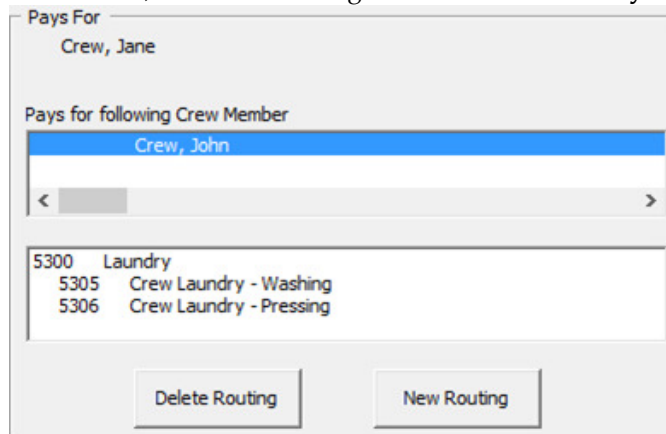 Pays For
Crew, Jane
Pays for following Crew Member
Crew, John
5300 Laundry
5305 Crew Laundry - Washing
5306 Crew Laundry - Pressing
Delete Routing New Routing